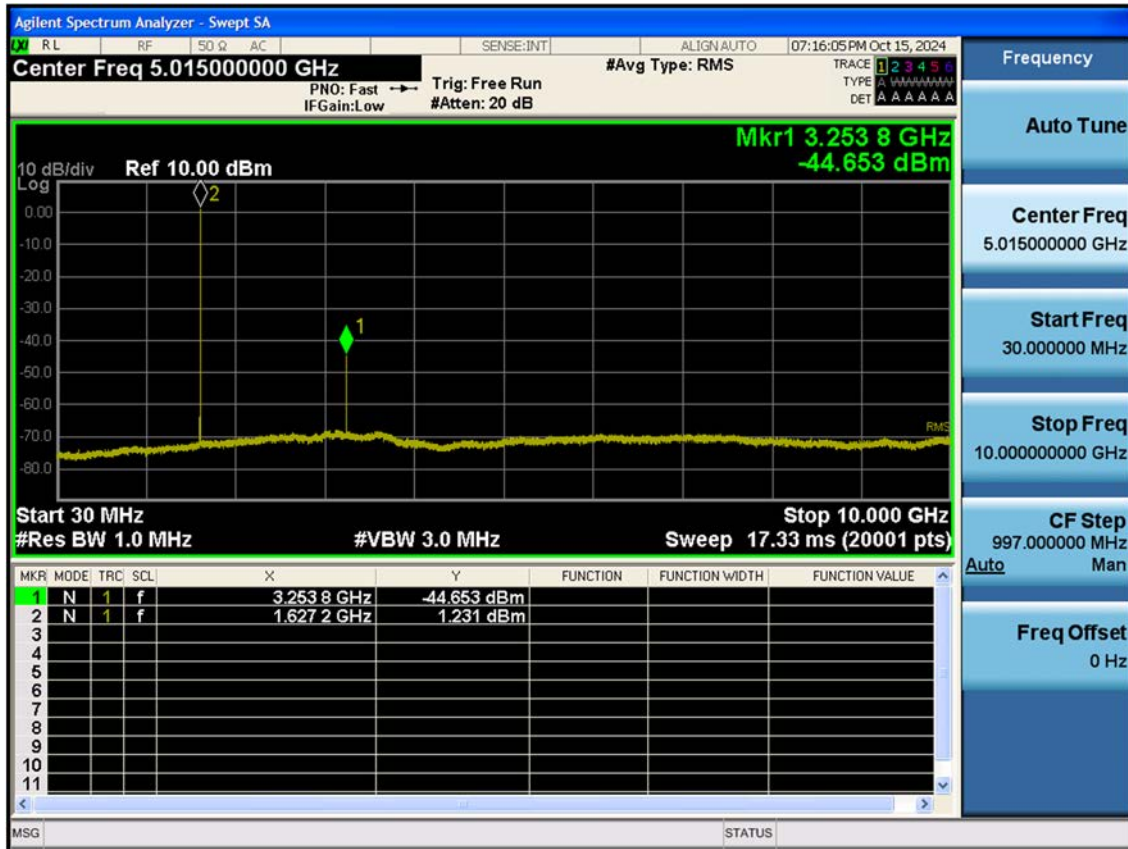 Agilent Spectrum Analyzer - Swept SA
LXI RL RF 50 Ω AC SENSE:INT ALIGN AUTO 07:16:05 PM Oct 15, 2024
Center Freq 5.015000000 GHz
PNO: Fast
IFGain:Low
Trig: Free Run
#Atten: 20 dB
#Avg Type: RMS
TRACE 1 2 3 4 5 6
TYPE A WWWWW
DET A A A A A A
Mkr1 3.253 8 GHz
-44.653 dBm
10 dB/div Ref 10.00 dBm
Log
2
0.00
-10.0
-20.0
-30.0
1
-40.0
-50.0
-60.0
-70.0
RMS
-80.0
Start 30 MHz Stop 10.000 GHz
#Res BW 1.0 MHz #VBW 3.0 MHz Sweep 17.33 ms (20001 pts)
MKR MODE TRC SCL X Y FUNCTION FUNCTION WIDTH FUNCTION VALUE
1 N 1 f 3.253 8 GHz -44.653 dBm
2 N 1 f 1.627 2 GHz 1.231 dBm
3
4
5
6
7
8
9
10
11
MSG STATUS
Frequency
Auto Tune
Center Freq
5.015000000 GHz
Start Freq
30.000000 MHz
Stop Freq
10.000000000 GHz
CF Step
997.000000 MHz
Auto Man
Freq Offset
0 Hz